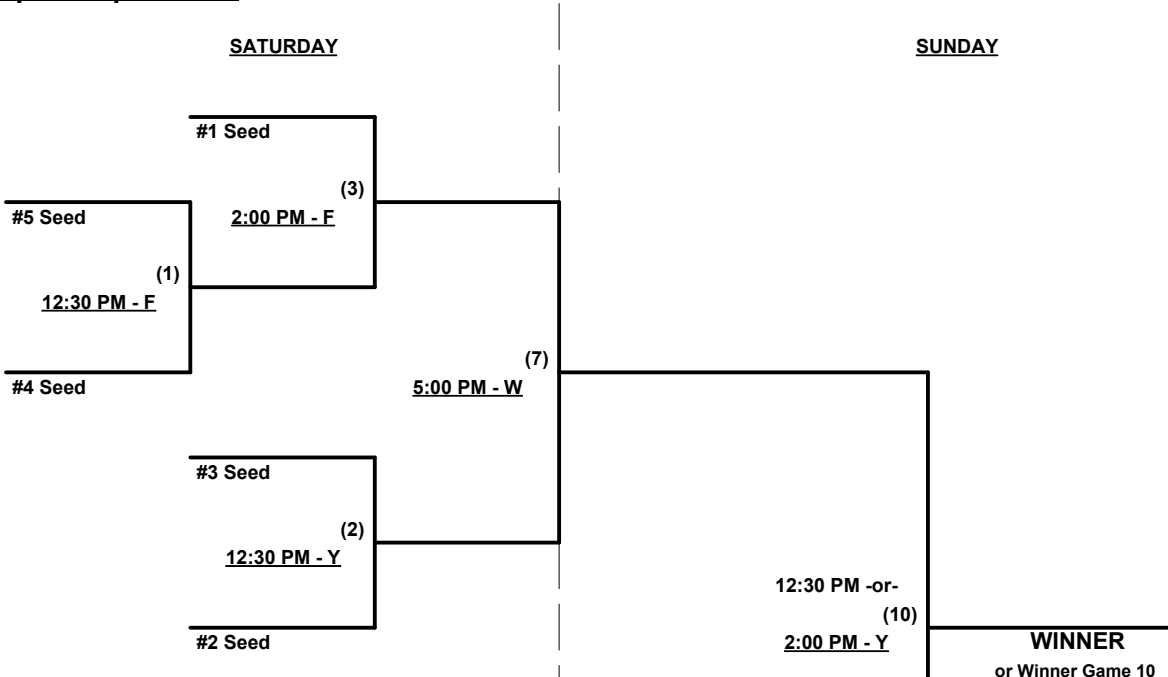 SATURDAY
SUNDAY
#1 Seed
(3)
2:00 PM - F
#5 Seed
(1)
12:30 PM - F
#4 Seed
(7)
5:00 PM - W
#3 Seed
(2)
12:30 PM - Y
#2 Seed
12:30 PM -or-
(10)
2:00 PM - Y
WINNER
or Winner Game 10